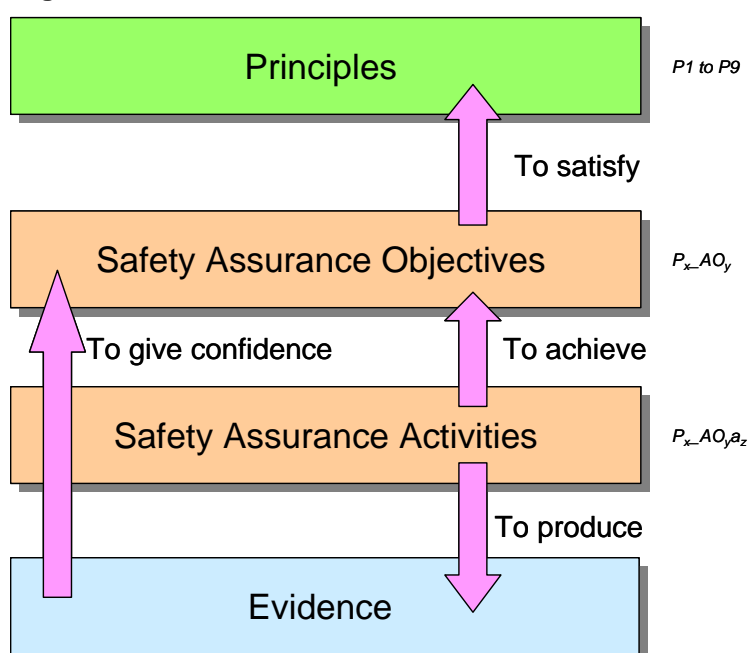 Principles
P1 to P9
To satisfy
Safety Assurance Objectives
Px_AOy
To give confidence
To achieve
Safety Assurance Activities
Px_AOyaz
To produce
Evidence